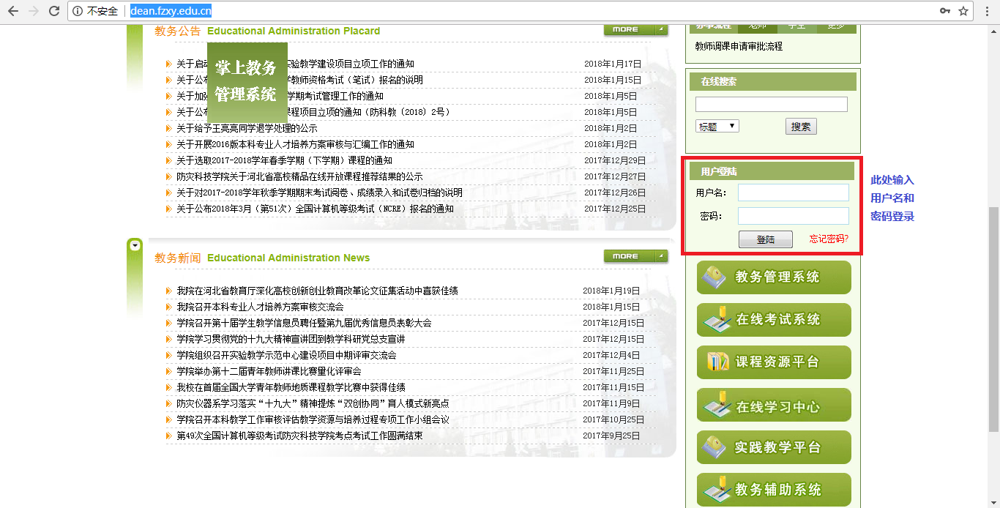 不安全 dean.fzxy.edu.cn
教务公告 Educational Administration Placard MORE
关于启 实验教学建设项目立项工作的通知 2018年1月17日
关于公布 学教师资格考试（笔试）报名的说明 2018年1月15日
关于加强 学期考试管理工作的通知 2018年1月5日
关于公布 课程项目立项的通知（防科教〔2018〕2号） 2018年1月5日
关于给予王亮亮同学退学处理的公示 2018年1月2日
关于开展2016版本科专业人才培养方案审核与汇编工作的通知 2018年1月2日
关于选取2017-2018学年春季学期（下学期）课程的通知 2017年12月29日
防灾科技学院关于河北省高校精品在线开放课程推荐结果的公示 2017年12月27日
关于对2017-2018学年秋季学期期末考试阅卷、成绩录入和试卷归档的说明 2017年12月26日
关于公布2018年3月（第51次）全国计算机等级考试（NCRE）报名的通知 2017年12月25日
掌上教务
管理系统
教务新闻 Educational Administration News MORE
我院在河北省教育厅深化高校创新创业教育改革论文征集活动中喜获佳绩 2018年1月19日
我院召开本科专业人才培养方案审核交流会 2018年1月15日
学院召开第十届学生教学信息员聘任暨第九届优秀信息员表彰大会 2017年12月15日
学院学习贯彻党的十九大精神宣讲团到教学科研党总支宣讲 2017年12月15日
学院组织召开实验教学示范中心建设项目中期评审交流会 2017年12月4日
学院举办第十二届青年教师讲课比赛量化评审会 2017年11月25日
我校在首届全国大学青年教师地质课程教学比赛中获得佳绩 2017年11月15日
防灾仪器系学习落实“十九大”精神提炼“双创协同”育人模式新亮点 2017年11月9日
学院召开本科教学工作审核评估教学资源与培养过程专项工作小组会议 2017年10月25日
第49次全国计算机等级考试防灾科技学院考点考试工作圆满结束 2017年9月25日
办事流程 老师 学生 更多
教师调课申请审批流程
在线搜索
标题 搜索
用户登陆
用户名：
密码：
登陆 忘记密码?
此处输入
用户名和
密码登录
教务管理系统
在线考试系统
课程资源平台
在线学习中心
实践教学平台
教务辅助系统